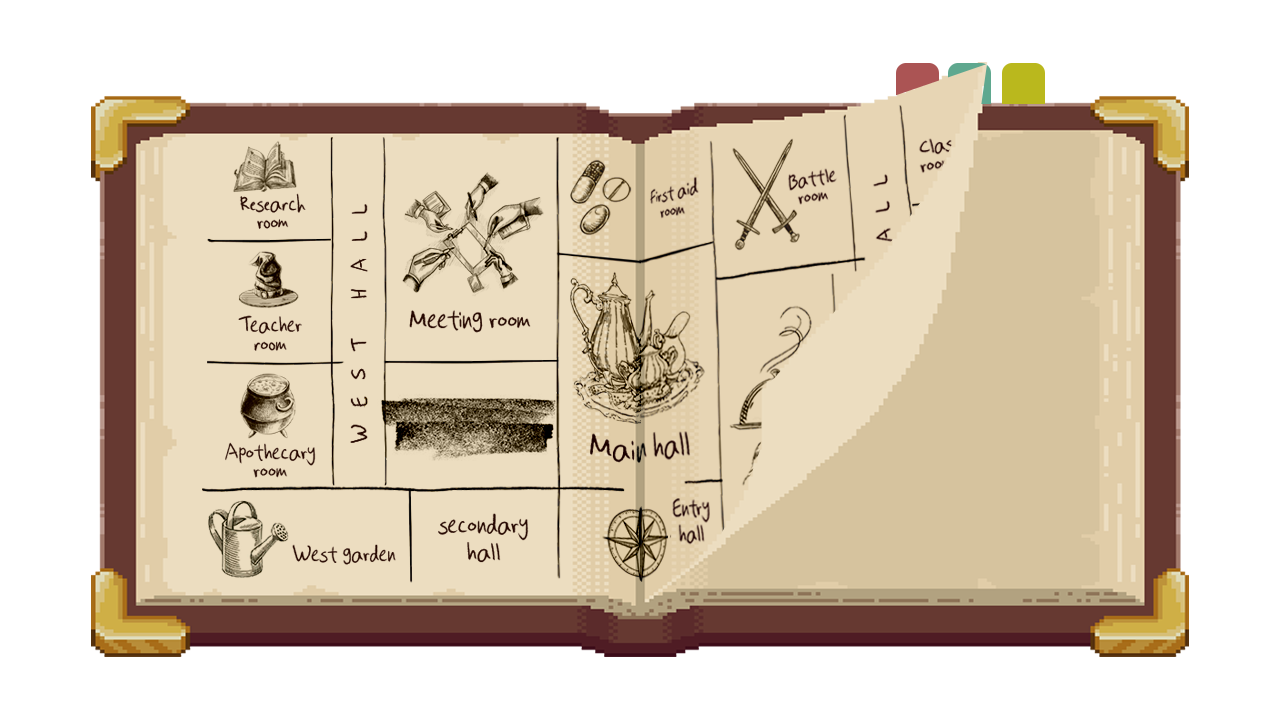 Research
room
Teacher
room
Apothecary
room
WEST HALL
Meeting room
West garden
secondary
hall
First aid
room
Main hall
Entry
hall
Battle
room
ALL
Clas
roo